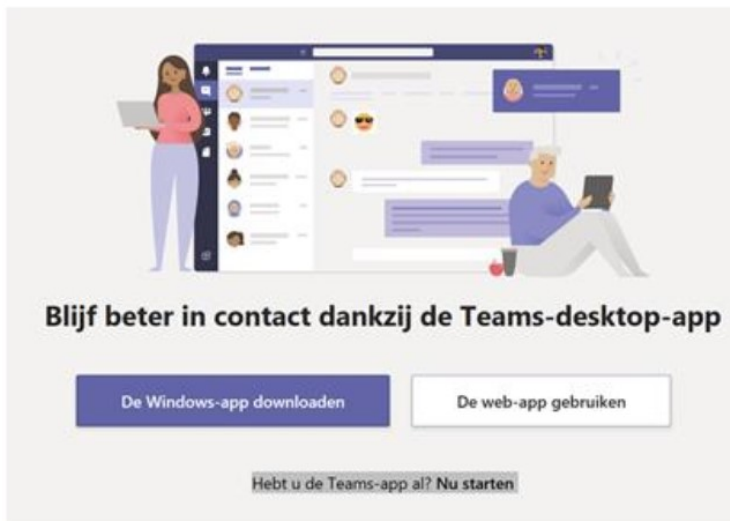 Blijf beter in contact dankzij de Teams-desktop-app
De Windows-app downloaden
De web-app gebruiken
Hebt u de Teams-app al? Nu starten